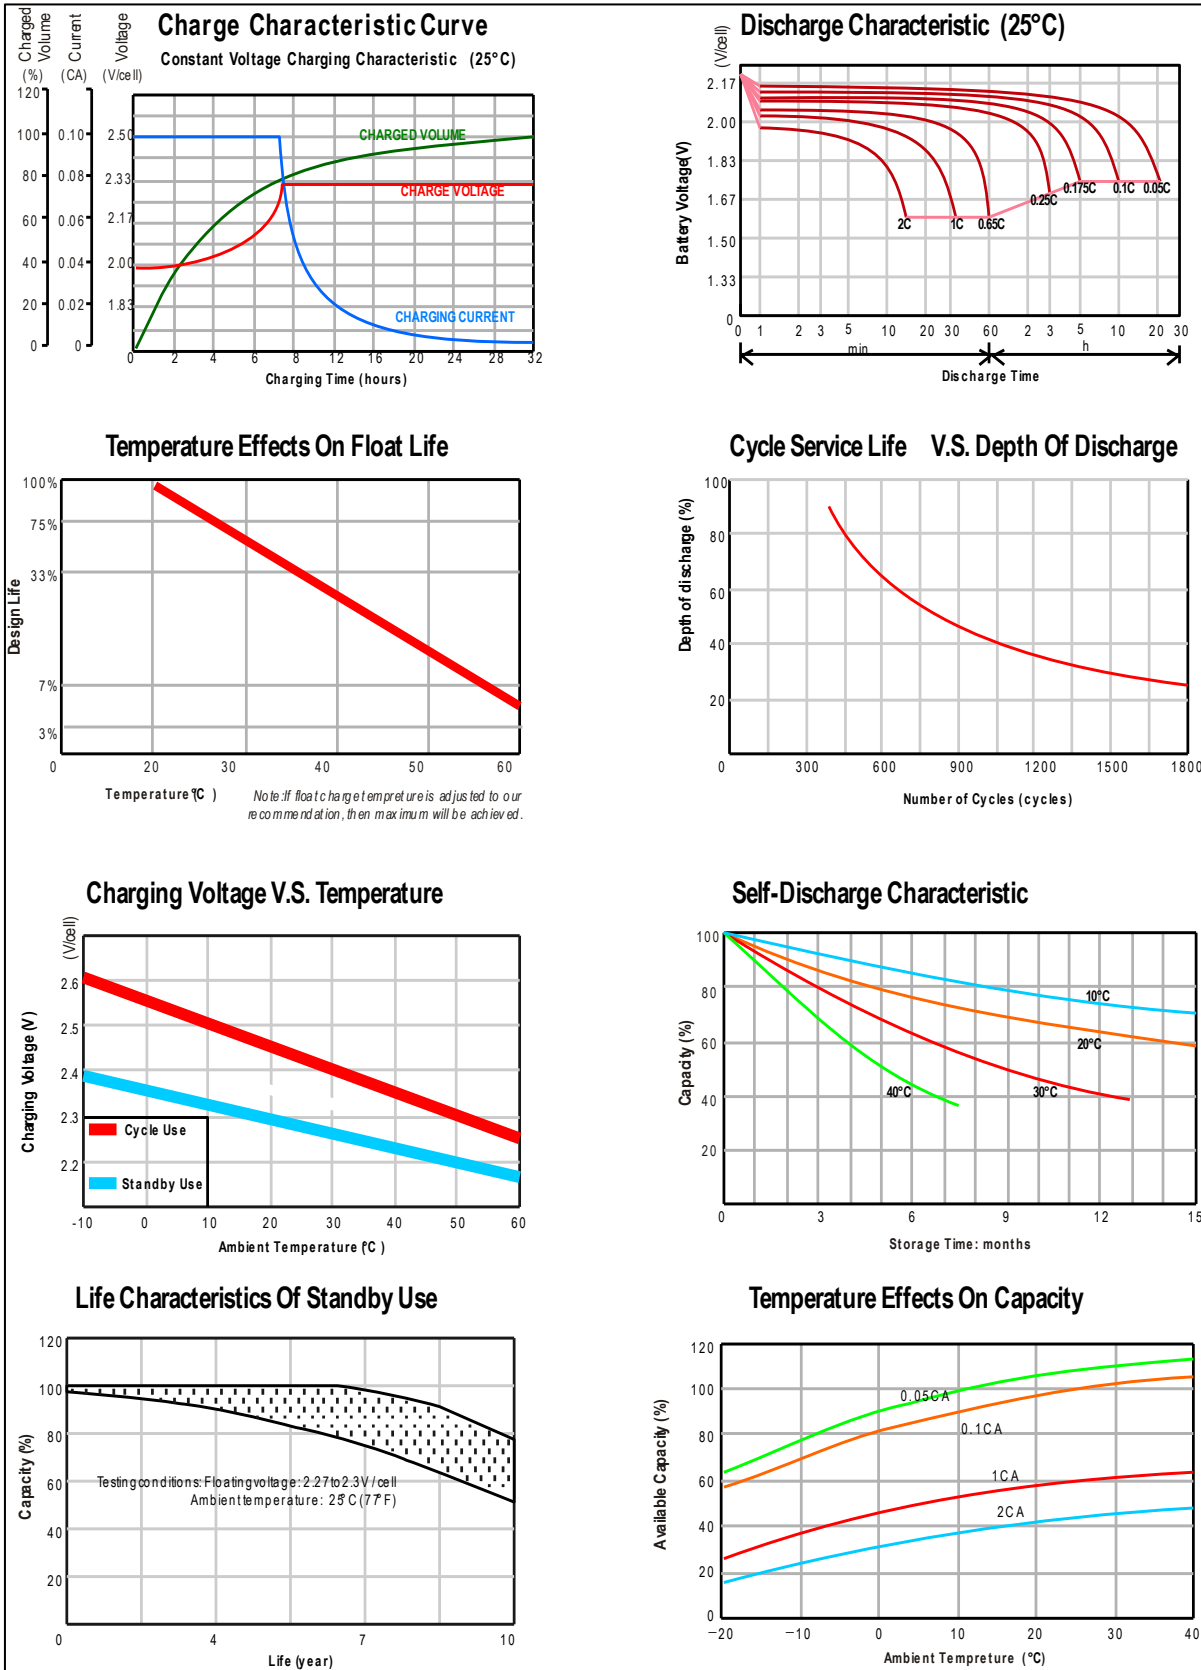 Charge Characteristic Curve
Constant Voltage Charging Characteristic (25°C)
Charged Volume (%)
Current (CA)
Voltage (V/cell)
120
100 0.10 2.50
80 0.08 2.33
60 0.06 2.17
40 0.04 2.00
20 0.02 1.83
0 0
CHARGED VOLUME
CHARGE VOLTAGE
CHARGING CURRENT
0 2 4 6 8 12 16 20 24 28 32
Charging Time (hours)
Discharge Characteristic (25°C)
(V/cell)
Battery Voltage(V)
2.17
2.00
1.83
1.67
1.50
1.33
0
2C 1C 0.65C 0.25C 0.175C 0.1C 0.05C
0 1 2 3 5 10 20 30 60 2 3 5 10 20 30
min h
Discharge Time
Temperature Effects On Float Life
Design Life
100%
75%
33%
7%
3%
0 20 30 40 50 60
Temperature(°C )
Note:If float charge tempreture is adjusted to our
recommendation, then maximum will be achieved.
Cycle Service Life V.S. Depth Of Discharge
Depth of discharge (%)
100
80
60
40
20
0 300 600 900 1200 1500 1800
Number of Cycles (cycles)
Charging Voltage V.S. Temperature
(V/cell)
Charging Voltage (V)
2.6
2.5
2.4
2.3
2.2
Cycle Use
Standby Use
-10 0 10 20 30 40 50 60
Ambient Temperature (°C )
Self-Discharge Characteristic
Capacity (%)
100
80
60
40
20
10°C
20°C
30°C
40°C
0 3 6 9 12 15
Storage Time: months
Life Characteristics Of Standby Use
Capacity (%)
120
100
80
60
40
20
Testing conditions: Floating voltage: 2.27 to 2.3V / cell
Ambient temperature: 25°C (77°F)
0 4 7 10
Life (year)
Temperature Effects On Capacity
Available Capacity (%)
120
100
80
60
40
20
0
0.05CA
0.1CA
1CA
2CA
-20 -10 0 10 20 30 40
Ambient Tempreture (°C)